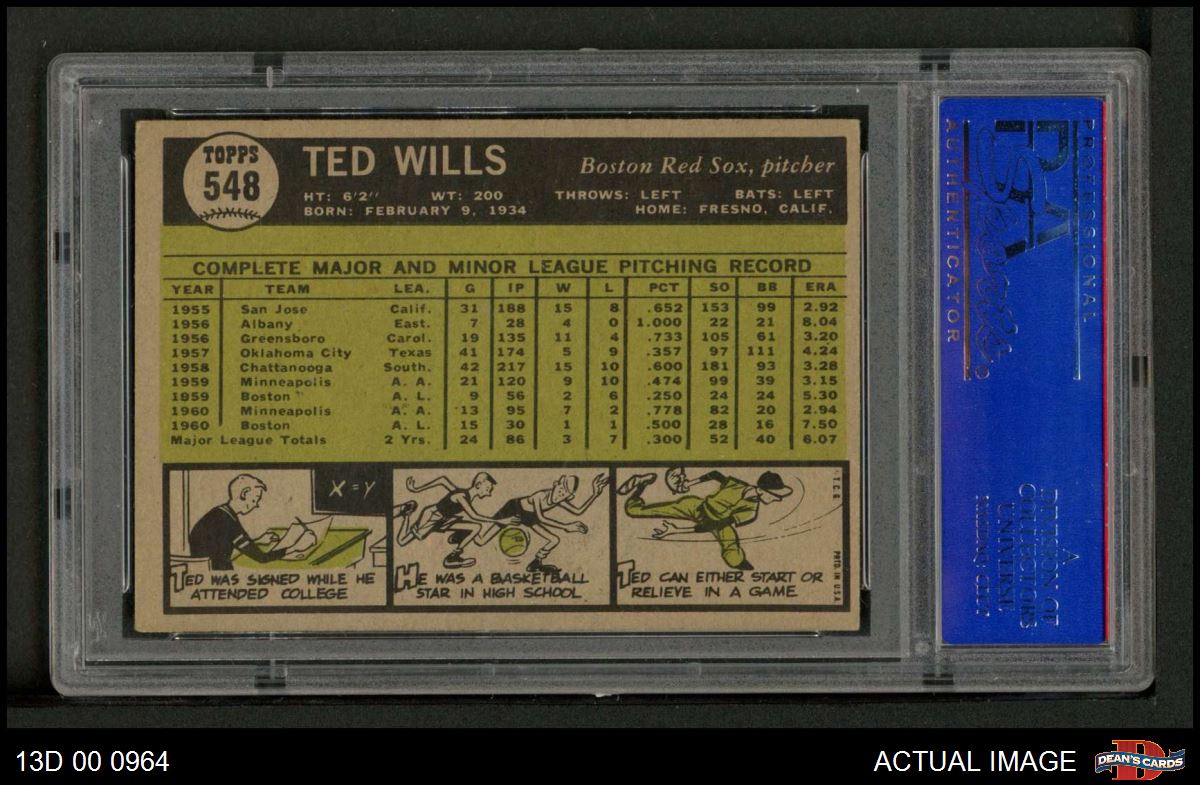 TOPPS
548
TED WILLS
Boston Red Sox, pitcher
HT: 6'2" WT: 200 THROWS: LEFT BATS: LEFT
BORN: FEBRUARY 9, 1934 HOME: FRESNO, CALIF.
COMPLETE MAJOR AND MINOR LEAGUE PITCHING RECORD
YEAR TEAM LEA. G IP W L PCT SO BB ERA
1955 San Jose Calif. 31 188 15 8 .652 153 99 2.92
1956 Albany East. 7 28 4 0 1.000 22 21 8.04
1956 Greensboro Carol. 19 135 11 4 .733 105 61 3.20
1957 Oklahoma City Texas 41 174 5 9 .357 97 111 4.24
1958 Chattanooga South. 42 217 15 10 .600 181 93 3.28
1959 Minneapolis A. A. 21 120 9 10 .474 99 39 3.15
1959 Boston A. L. 9 56 2 6 .250 24 24 5.30
1960 Minneapolis A. A. 13 95 7 2 .778 82 20 2.94
1960 Boston A. L. 15 30 1 1 .500 28 16 7.50
Major League Totals 2 Yrs. 24 86 3 7 .300 52 40 6.07
X=Y
TED WAS SIGNED WHILE HE
ATTENDED COLLEGE
HE WAS A BASKETBALL
STAR IN HIGH SCHOOL
TED CAN EITHER START OR
RELIEVE IN A GAME
T.C.G.
PRTD. IN U.S.A.
PROFESSIONAL
PSA
AUTHENTICATOR
A
DIVISION OF
COLLECTORS
UNIVERSE
13D 00 0964
ACTUAL IMAGE
DEAN'S CARDS